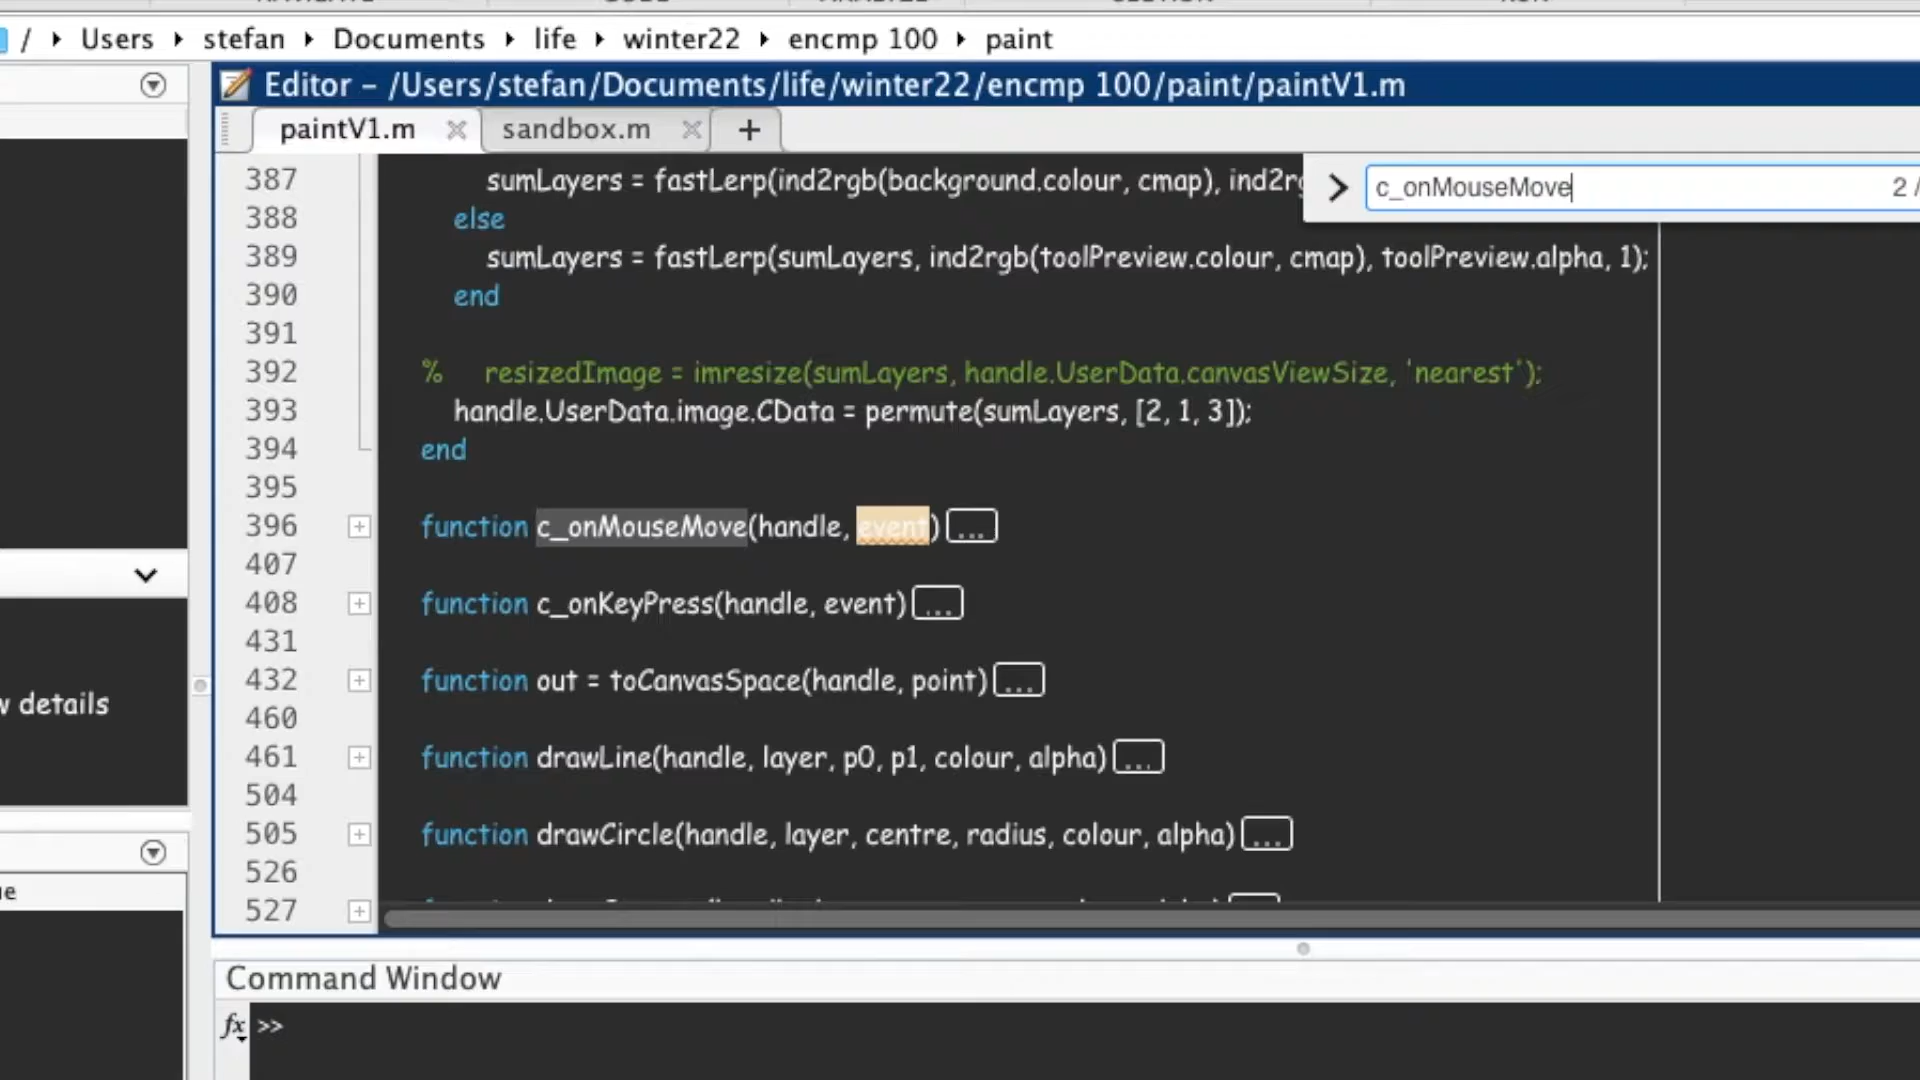 / Users stefan Documents life winter22 encmp 100 paint
Editor - /Users/stefan/Documents/life/winter22/encmp 100/paint/paintV1.m
paintV1.m sandbox.m +
c_onMouseMove 2 /
387 sumLayers = fastLerp(ind2rgb(background.colour, cmap),
388 else
389 sumLayers = fastLerp(sumLayers, ind2rgb(toolPreview.colour, cmap), toolPreview.alpha, 1);
390 end
391
392 % resizedImage = imresize(sumLayers, handle.UserData.canvasViewSize, 'nearest');
393 handle.UserData.image.CData = permute(sumLayers, [2, 1, 3]);
394 end
395
396 function c_onMouseMove(handle, event) ...
407
408 function c_onKeyPress(handle, event) ...
431
432 function out = toCanvasSpace(handle, point) ...
460
461 function drawLine(handle, layer, p0, p1, colour, alpha) ...
504
505 function drawCircle(handle, layer, centre, radius, colour, alpha) ...
526
527
details
Command Window
fx >>